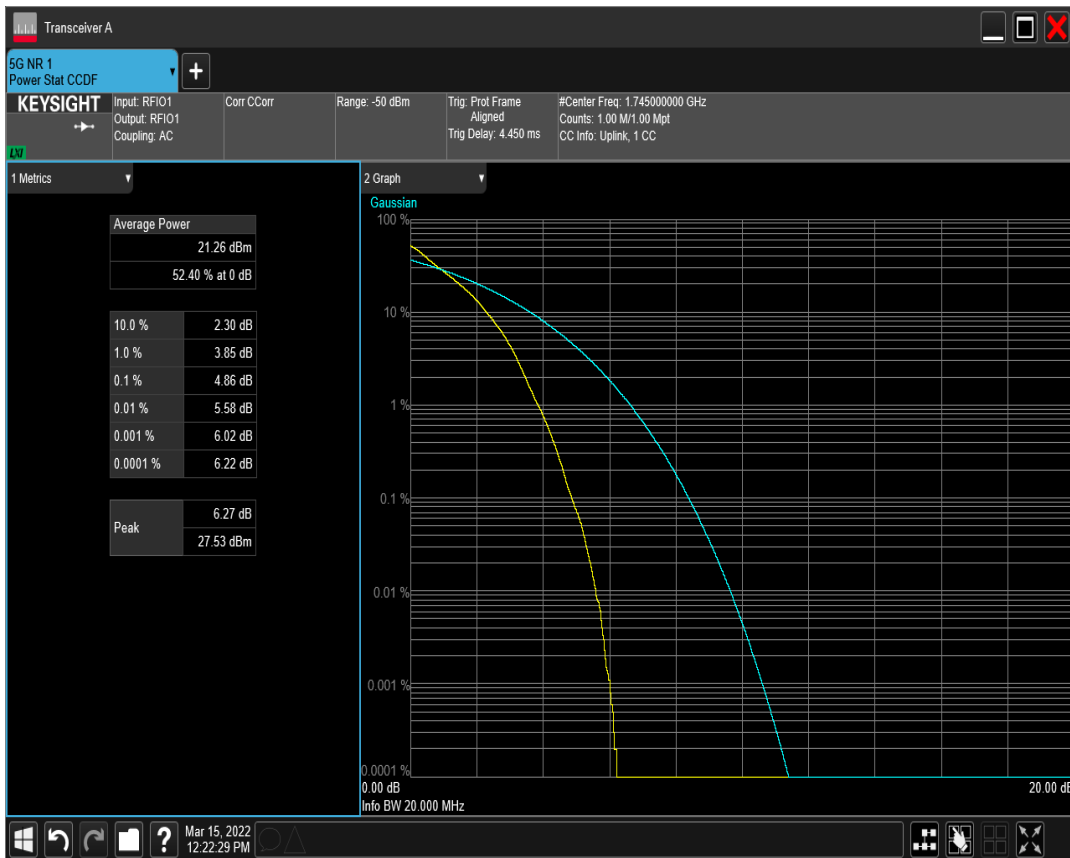 Transceiver A
5G NR 1
Power Stat CCDF
KEYSIGHT
LXI
Input: RFIO1
Output: RFIO1
Coupling: AC
Corr CCorr
Range: -50 dBm
Trig: Prot Frame
Aligned
Trig Delay: 4.450 ms
#Center Freq: 1.745000000 GHz
Counts: 1.00 M/1.00 Mpt
CC Info: Uplink, 1 CC
1 Metrics
Average Power
21.26 dBm
52.40 % at 0 dB
10.0 % 2.30 dB
1.0 % 3.85 dB
0.1 % 4.86 dB
0.01 % 5.58 dB
0.001 % 6.02 dB
0.0001 % 6.22 dB
Peak
6.27 dB
27.53 dBm
2 Graph
Gaussian
100 %
10 %
1 %
0.1 %
0.01 %
0.001 %
0.0001 %
0.00 dB 20.00 dB
Info BW 20.000 MHz
?
Mar 15, 2022
12:22:29 PM